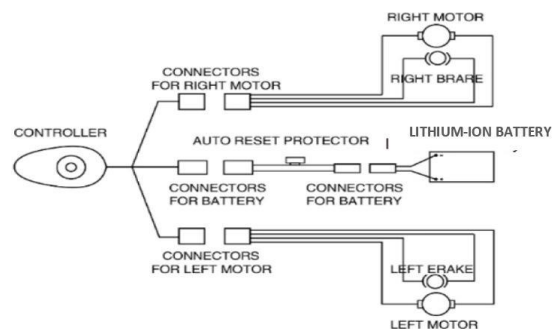 RIGHT MOTOR
CONNECTORS
FOR RIGHT MOTOR
RIGHT BRARE
CONTROLLER
AUTO RESET PROTECTOR
LITHIUM-ION BATTERY
CONNECTORS
FOR BATTERY
CONNECTORS
FOR BATTERY
CONNECTORS
FOR LEFT MOTOR
LEFT ERAKE
LEFT MOTOR